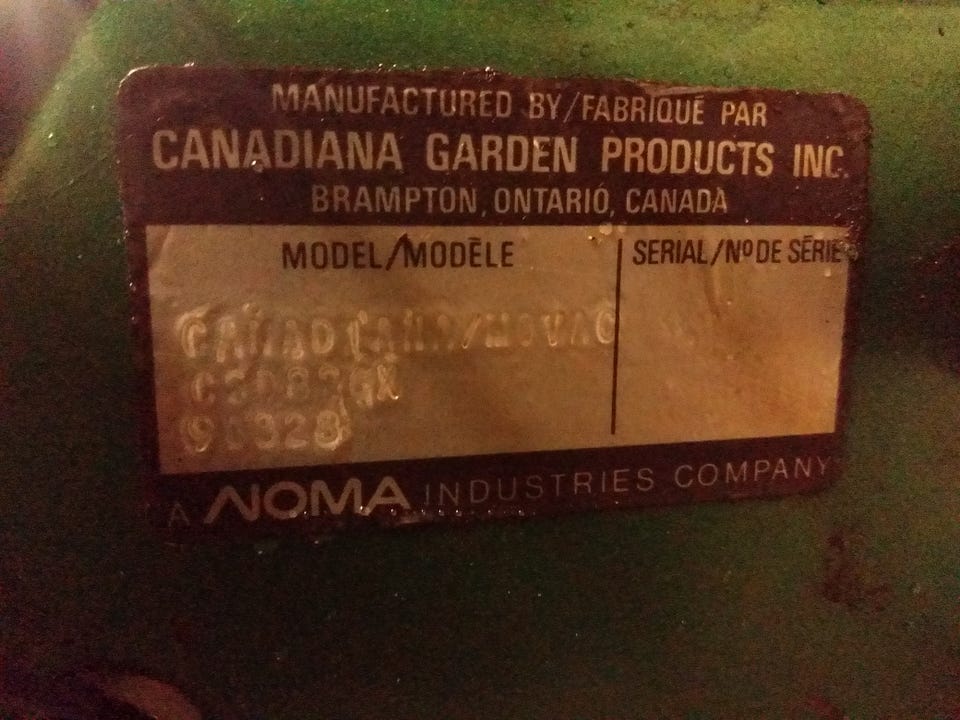 MANUFACTURED BY/FABRIQUÉ PAR
CANADIANA GARDEN PRODUCTS INC.
BRAMPTON, ONTARIO, CANADA
MODEL/MODÈLE
SERIAL/Nº DE SÉRIE
A NOMA INDUSTRIES COMPANY